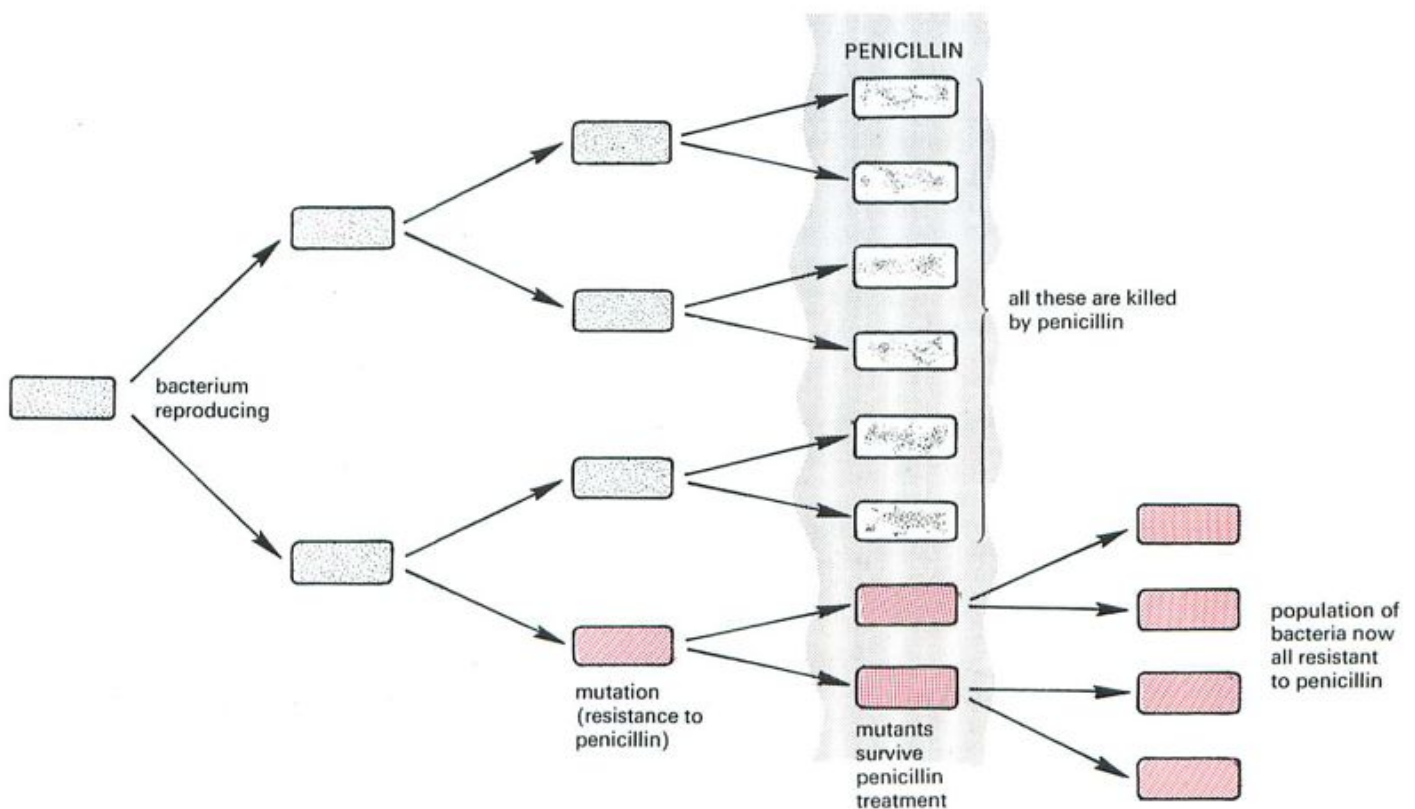 PENICILLIN
all these are killed
by penicillin
bacterium
reproducing
mutation
(resistance to
penicillin)
mutants
survive
penicillin
treatment
population of
bacteria now
all resistant
to penicillin